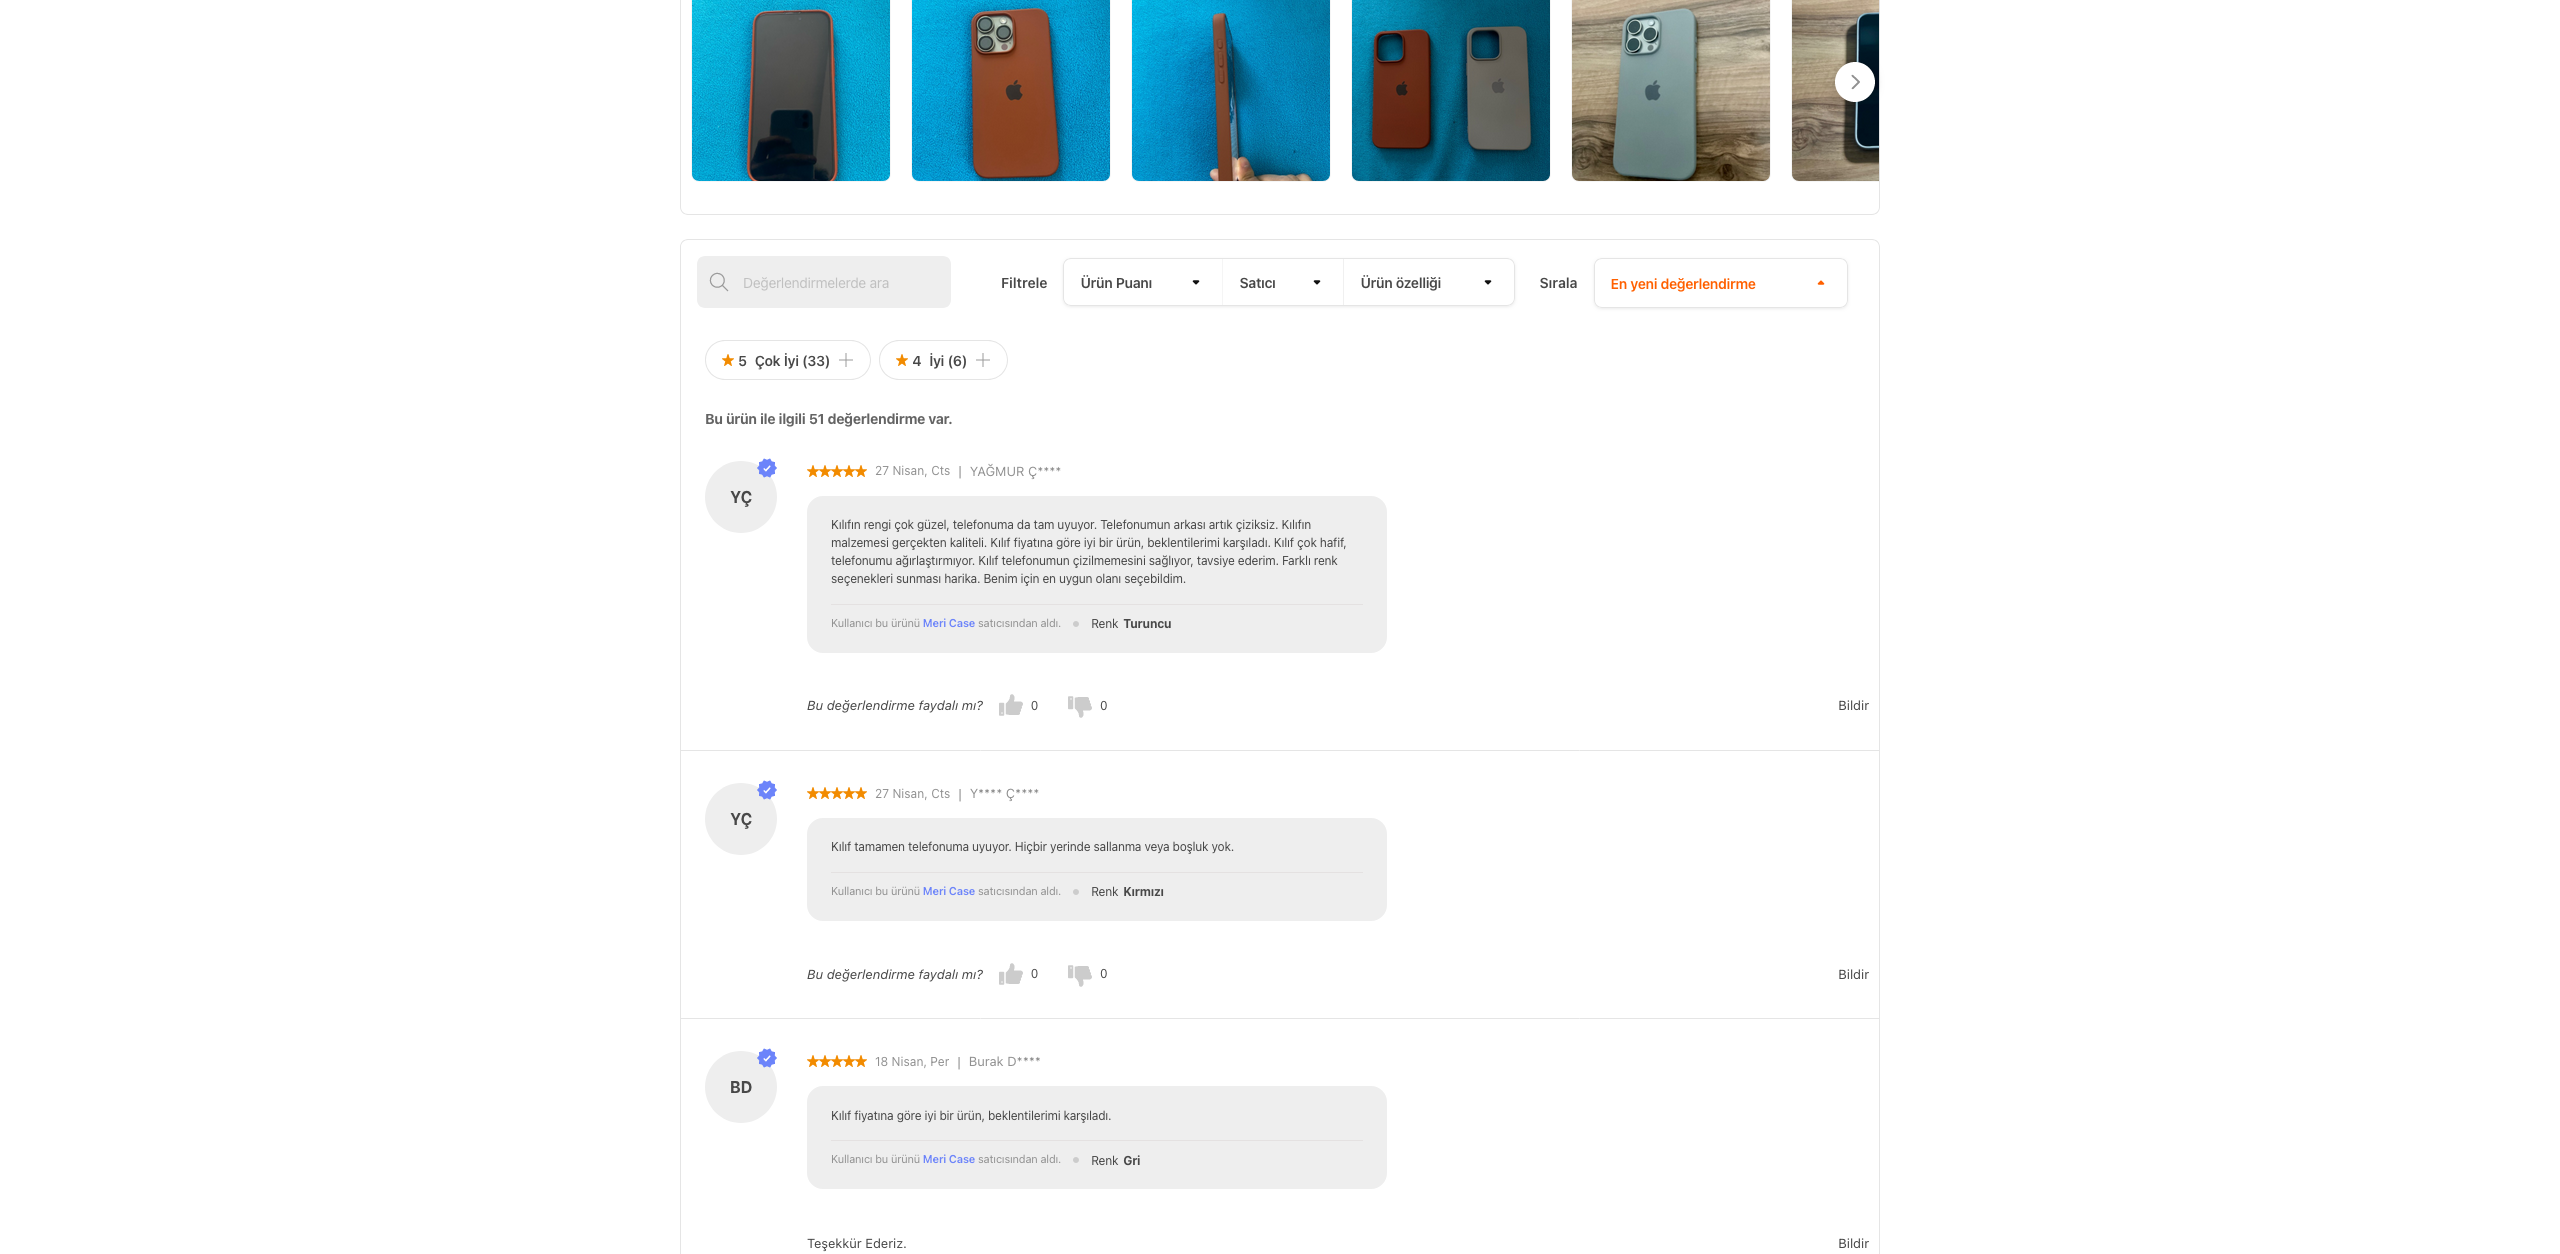 Değerlendirmelerde ara
Filtrele
Ürün Puanı
Satıcı
Ürün özelliği
Sırala
En yeni değerlendirme
5 Çok İyi (33)
4 İyi (6)
Bu ürün ile ilgili 51 değerlendirme var.
YÇ
27 Nisan, Cts | YAĞMUR Ç****
Kılıfın rengi çok güzel, telefonuma da tam uyuyor. Telefonumun arkası artık çiziksiz. Kılıfın
malzemesi gerçekten kaliteli. Kılıf fiyatına göre iyi bir ürün, beklentilerimi karşıladı. Kılıf çok hafif,
telefonumu ağırlaştırmıyor. Kılıf telefonumun çizilmemesini sağlıyor, tavsiye ederim. Farklı renk
seçenekleri sunması harika. Benim için en uygun olanı seçebildim.
Kullanıcı bu ürünü Meri Case satıcısından aldı. Renk Turuncu
Bu değerlendirme faydalı mı? 0 0
Bildir
YÇ
27 Nisan, Cts | Y**** Ç****
Kılıf tamamen telefonuma uyuyor. Hiçbir yerinde sallanma veya boşluk yok.
Kullanıcı bu ürünü Meri Case satıcısından aldı. Renk Kırmızı
Bu değerlendirme faydalı mı? 0 0
Bildir
BD
18 Nisan, Per | Burak D****
Kılıf fiyatına göre iyi bir ürün, beklentilerimi karşıladı.
Kullanıcı bu ürünü Meri Case satıcısından aldı. Renk Gri
Teşekkür Ederiz.
Bildir